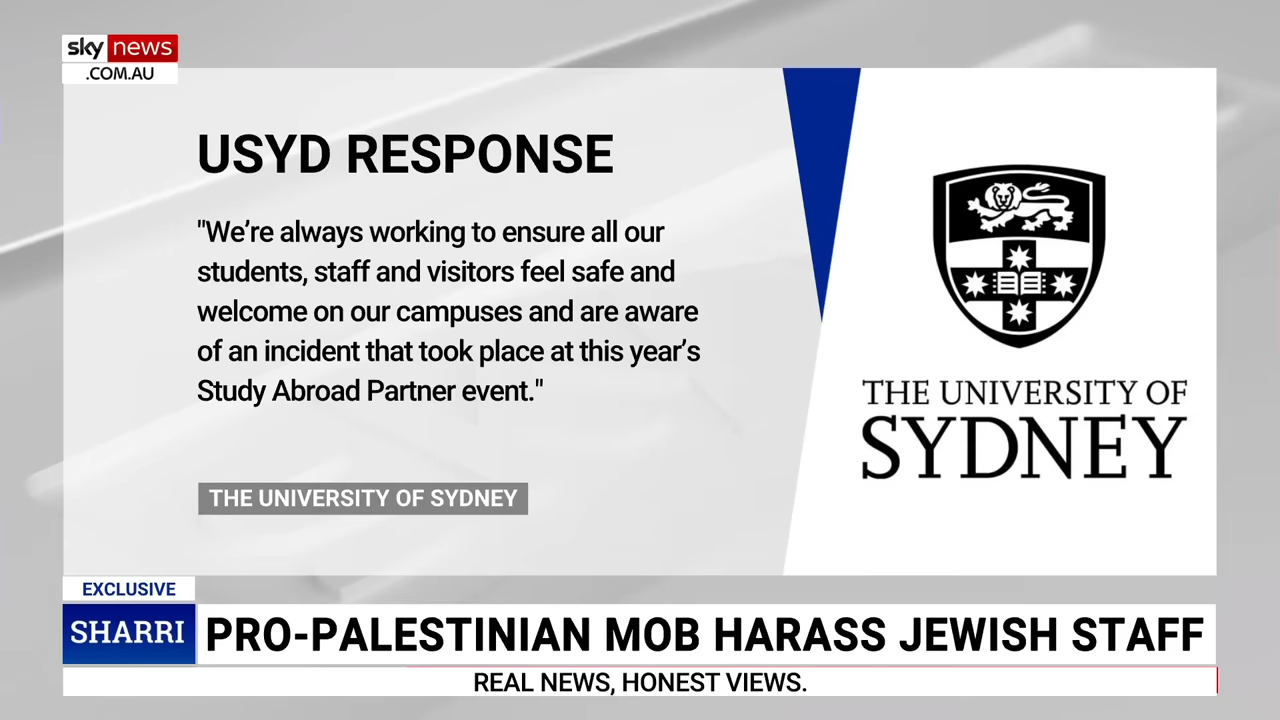 sky news
.COM.AU
USYD RESPONSE
"We're always working to ensure all our
students, staff and visitors feel safe and
welcome on our campuses and are aware
of an incident that took place at this year's
Study Abroad Partner event."
THE UNIVERSITY OF SYDNEY
THE UNIVERSITY OF
SYDNEY
EXCLUSIVE
SHARRI
PRO-PALESTINIAN MOB HARASS JEWISH STAFF
REAL NEWS, HONEST VIEWS.